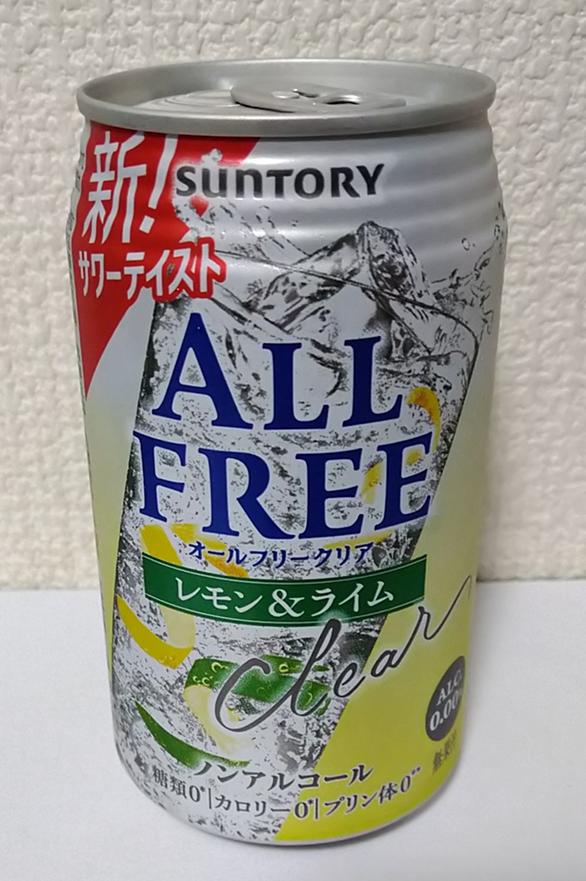 新!
サワーテイスト
SUNTORY
ALL
FREE
オールフリークリア
レモン&ライム
clear
ALC.
0.00%
ノンアルコール
糖類0*|カロリー0*|プリン体0**